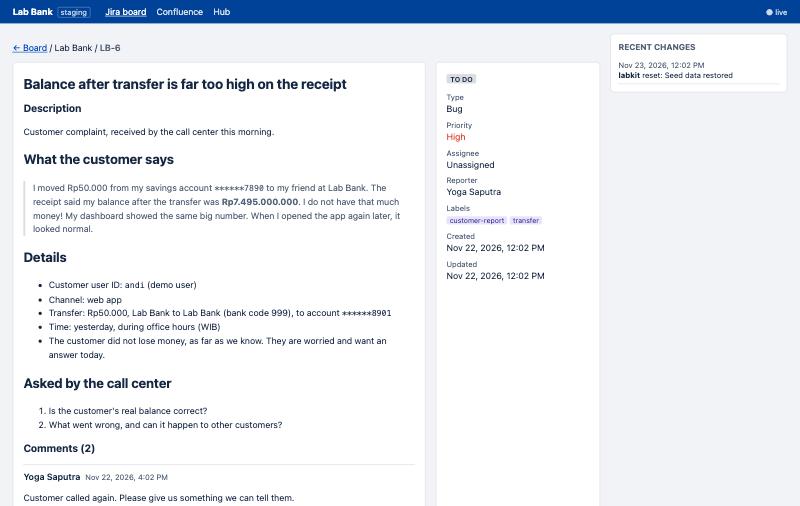 Lab Bank staging Jira board Confluence Hub live
← Board / Lab Bank / LB-6
Balance after transfer is far too high on the receipt
Description
Customer complaint, received by the call center this morning.
What the customer says
I moved Rp50.000 from my savings account ******7890 to my friend at Lab Bank. The
receipt said my balance after the transfer was Rp7.495.000.000. I do not have that much
money! My dashboard showed the same big number. When I opened the app again later, it
looked normal.
Details
• Customer user ID: andi (demo user)
• Channel: web app
• Transfer: Rp50.000, Lab Bank to Lab Bank (bank code 999), to account ******8901
• Time: yesterday, during office hours (WIB)
• The customer did not lose money, as far as we know. They are worried and want an
answer today.
Asked by the call center
1. Is the customer's real balance correct?
2. What went wrong, and can it happen to other customers?
Comments (2)
Yoga Saputra Nov 22, 2026, 4:02 PM
Customer called again. Please give us something we can tell them.
TO DO
Type
Bug
Priority
High
Assignee
Unassigned
Reporter
Yoga Saputra
Labels
customer-report transfer
Created
Nov 22, 2026, 12:02 PM
Updated
Nov 22, 2026, 12:02 PM
RECENT CHANGES
Nov 23, 2026, 12:02 PM
labkit reset: Seed data restored